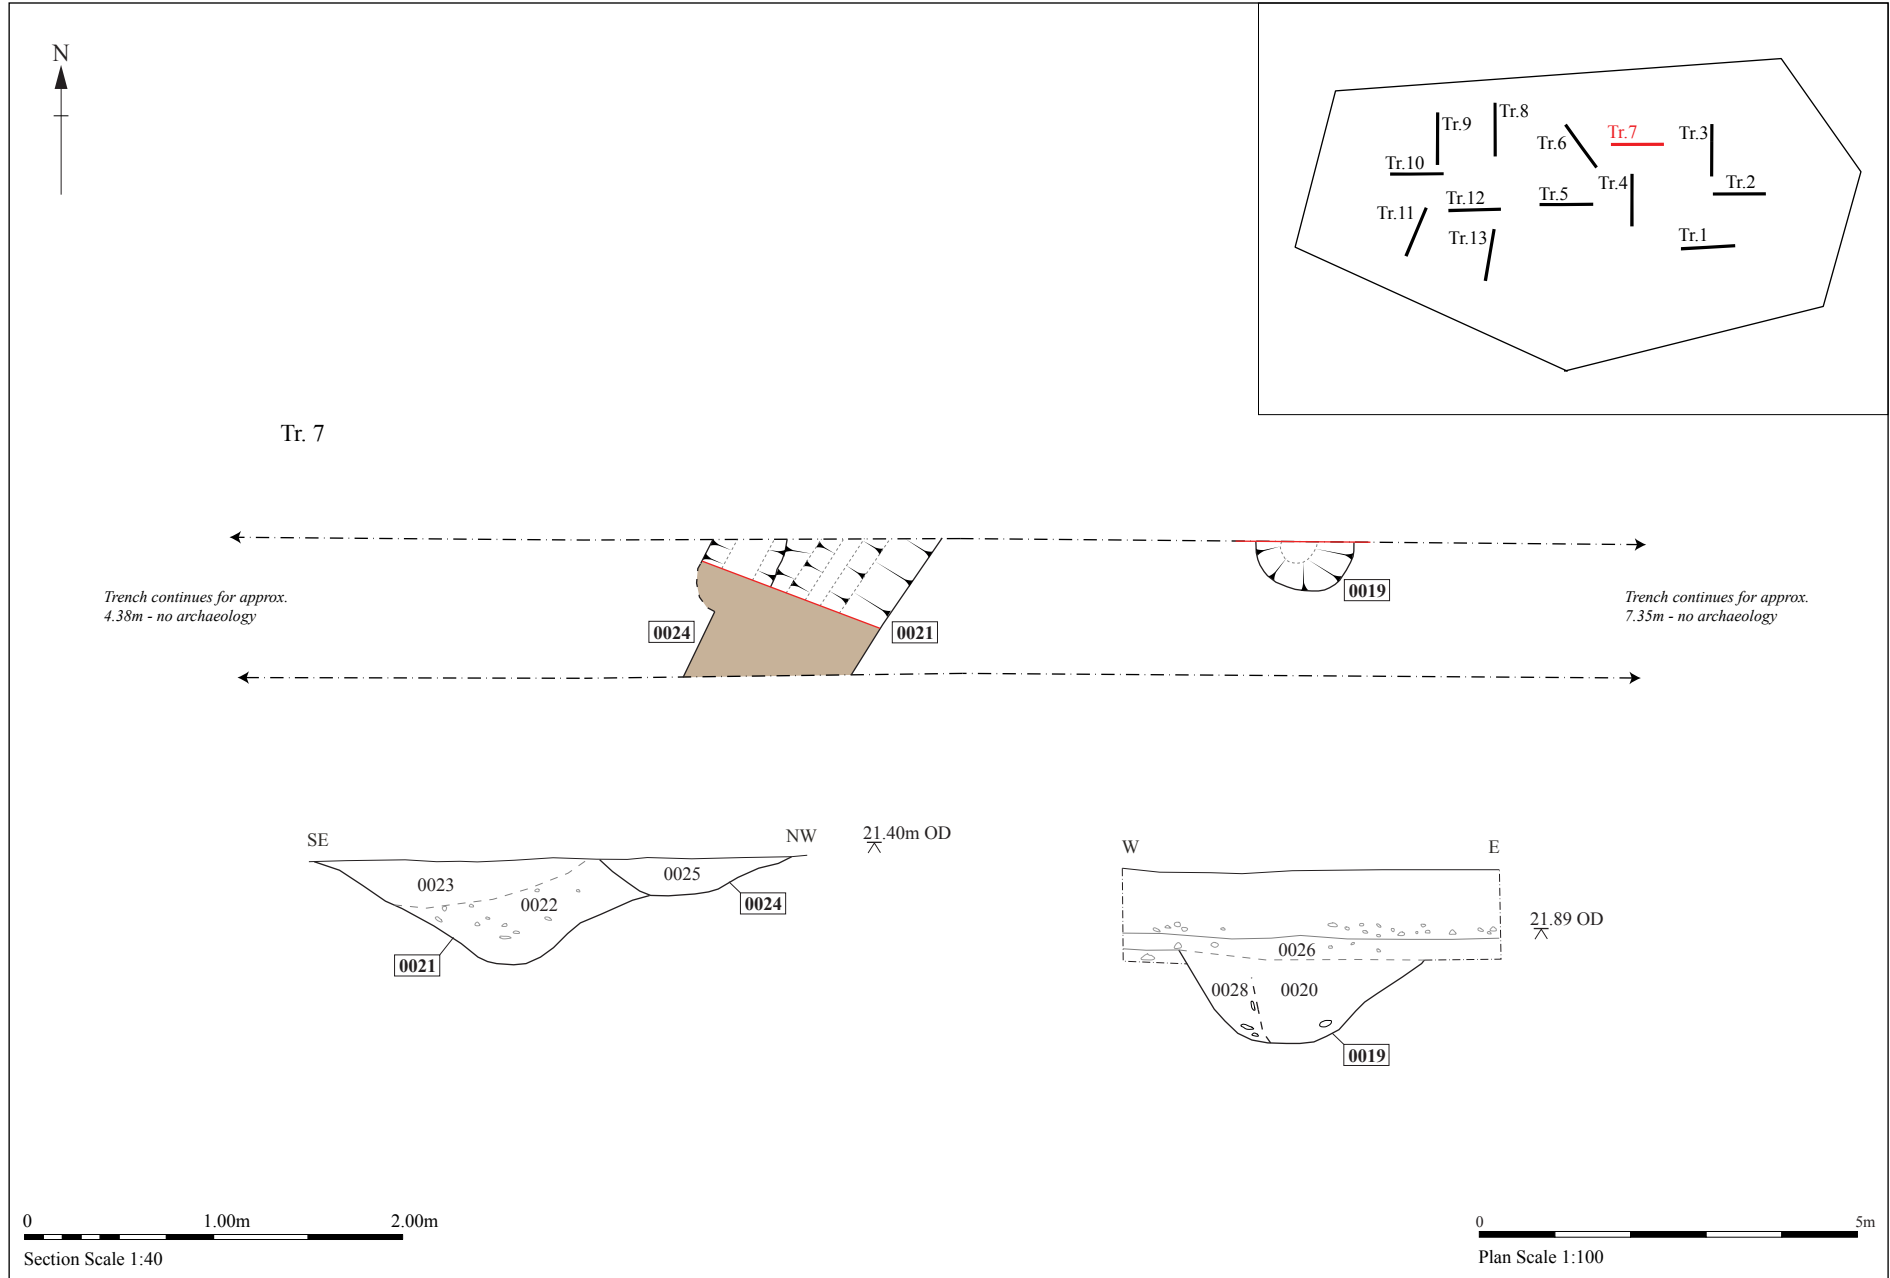 N
Tr.8
Tr.9
Tr.7
Tr.3
Tr.6
Tr.10
Tr.4
Tr.2
Tr.12
Tr.5
Tr.11
Tr.13
Tr.1
Tr. 7
Trench continues for approx.
4.38m - no archaeology
0024
0021
0019
Trench continues for approx.
7.35m - no archaeology
SE
NW
21.40m OD
0023
0022
0025
0024
0021
W
E
21.89 OD
0026
0028
0020
0019
0
1.00m
2.00m
Section Scale 1:40
0
5m
Plan Scale 1:100